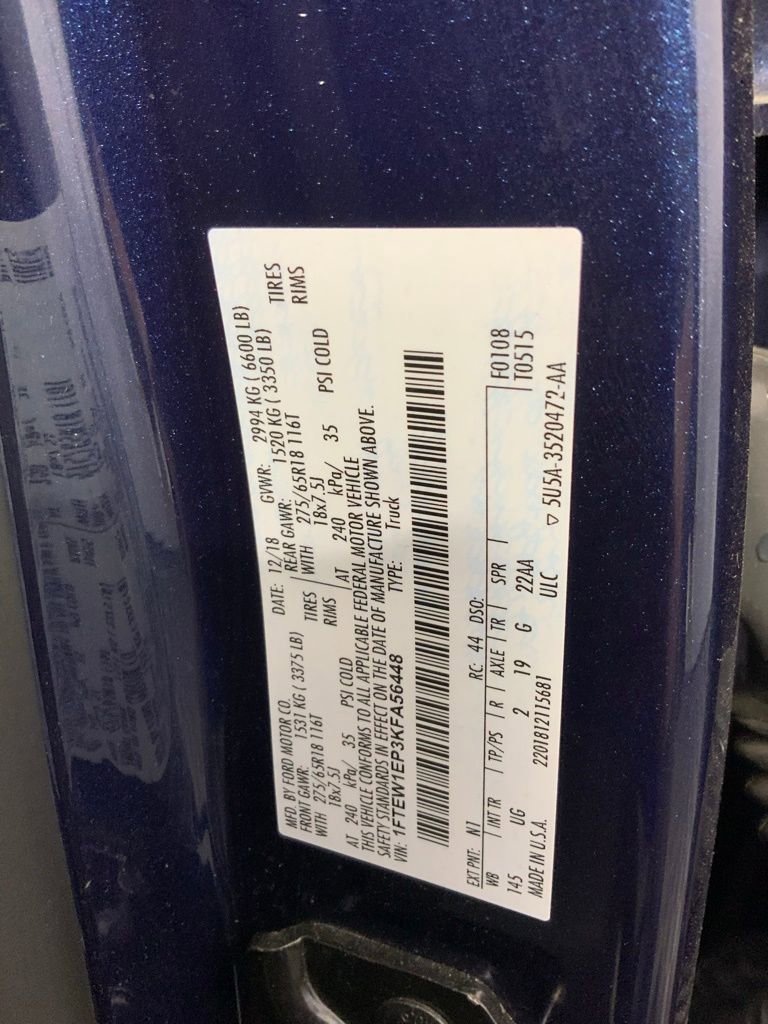 MFD. BY FORD MOTOR CO.
DATE: 12/18 GVWR: 2994 KG ( 6600 LB)
FRONT GAWR: 1531 KG ( 3375 LB) REAR GAWR: 1520 KG ( 3350 LB)
WITH 275/65R18 116T TIRES WITH 275/65R18 116T TIRES
18x7.5J RIMS 18x7.5J RIMS
AT 240 kPa/ 35 PSI COLD AT 240 kPa/ 35 PSI COLD
THIS VEHICLE CONFORMS TO ALL APPLICABLE FEDERAL MOTOR VEHICLE
SAFETY STANDARDS IN EFFECT ON THE DATE OF MANUFACTURE SHOWN ABOVE.
VIN: 1FTEW1EP3KFA56448 TYPE: Truck
EXT PNT: N1 RC: 44 DSO: F0108
WB INT TR TP/PS R AXLE TR SPR T0515
145 UG 2 19 G 22AA
MADE IN U.S.A. 2201812115681 ULC ▽ 5U5A-3520472-AA